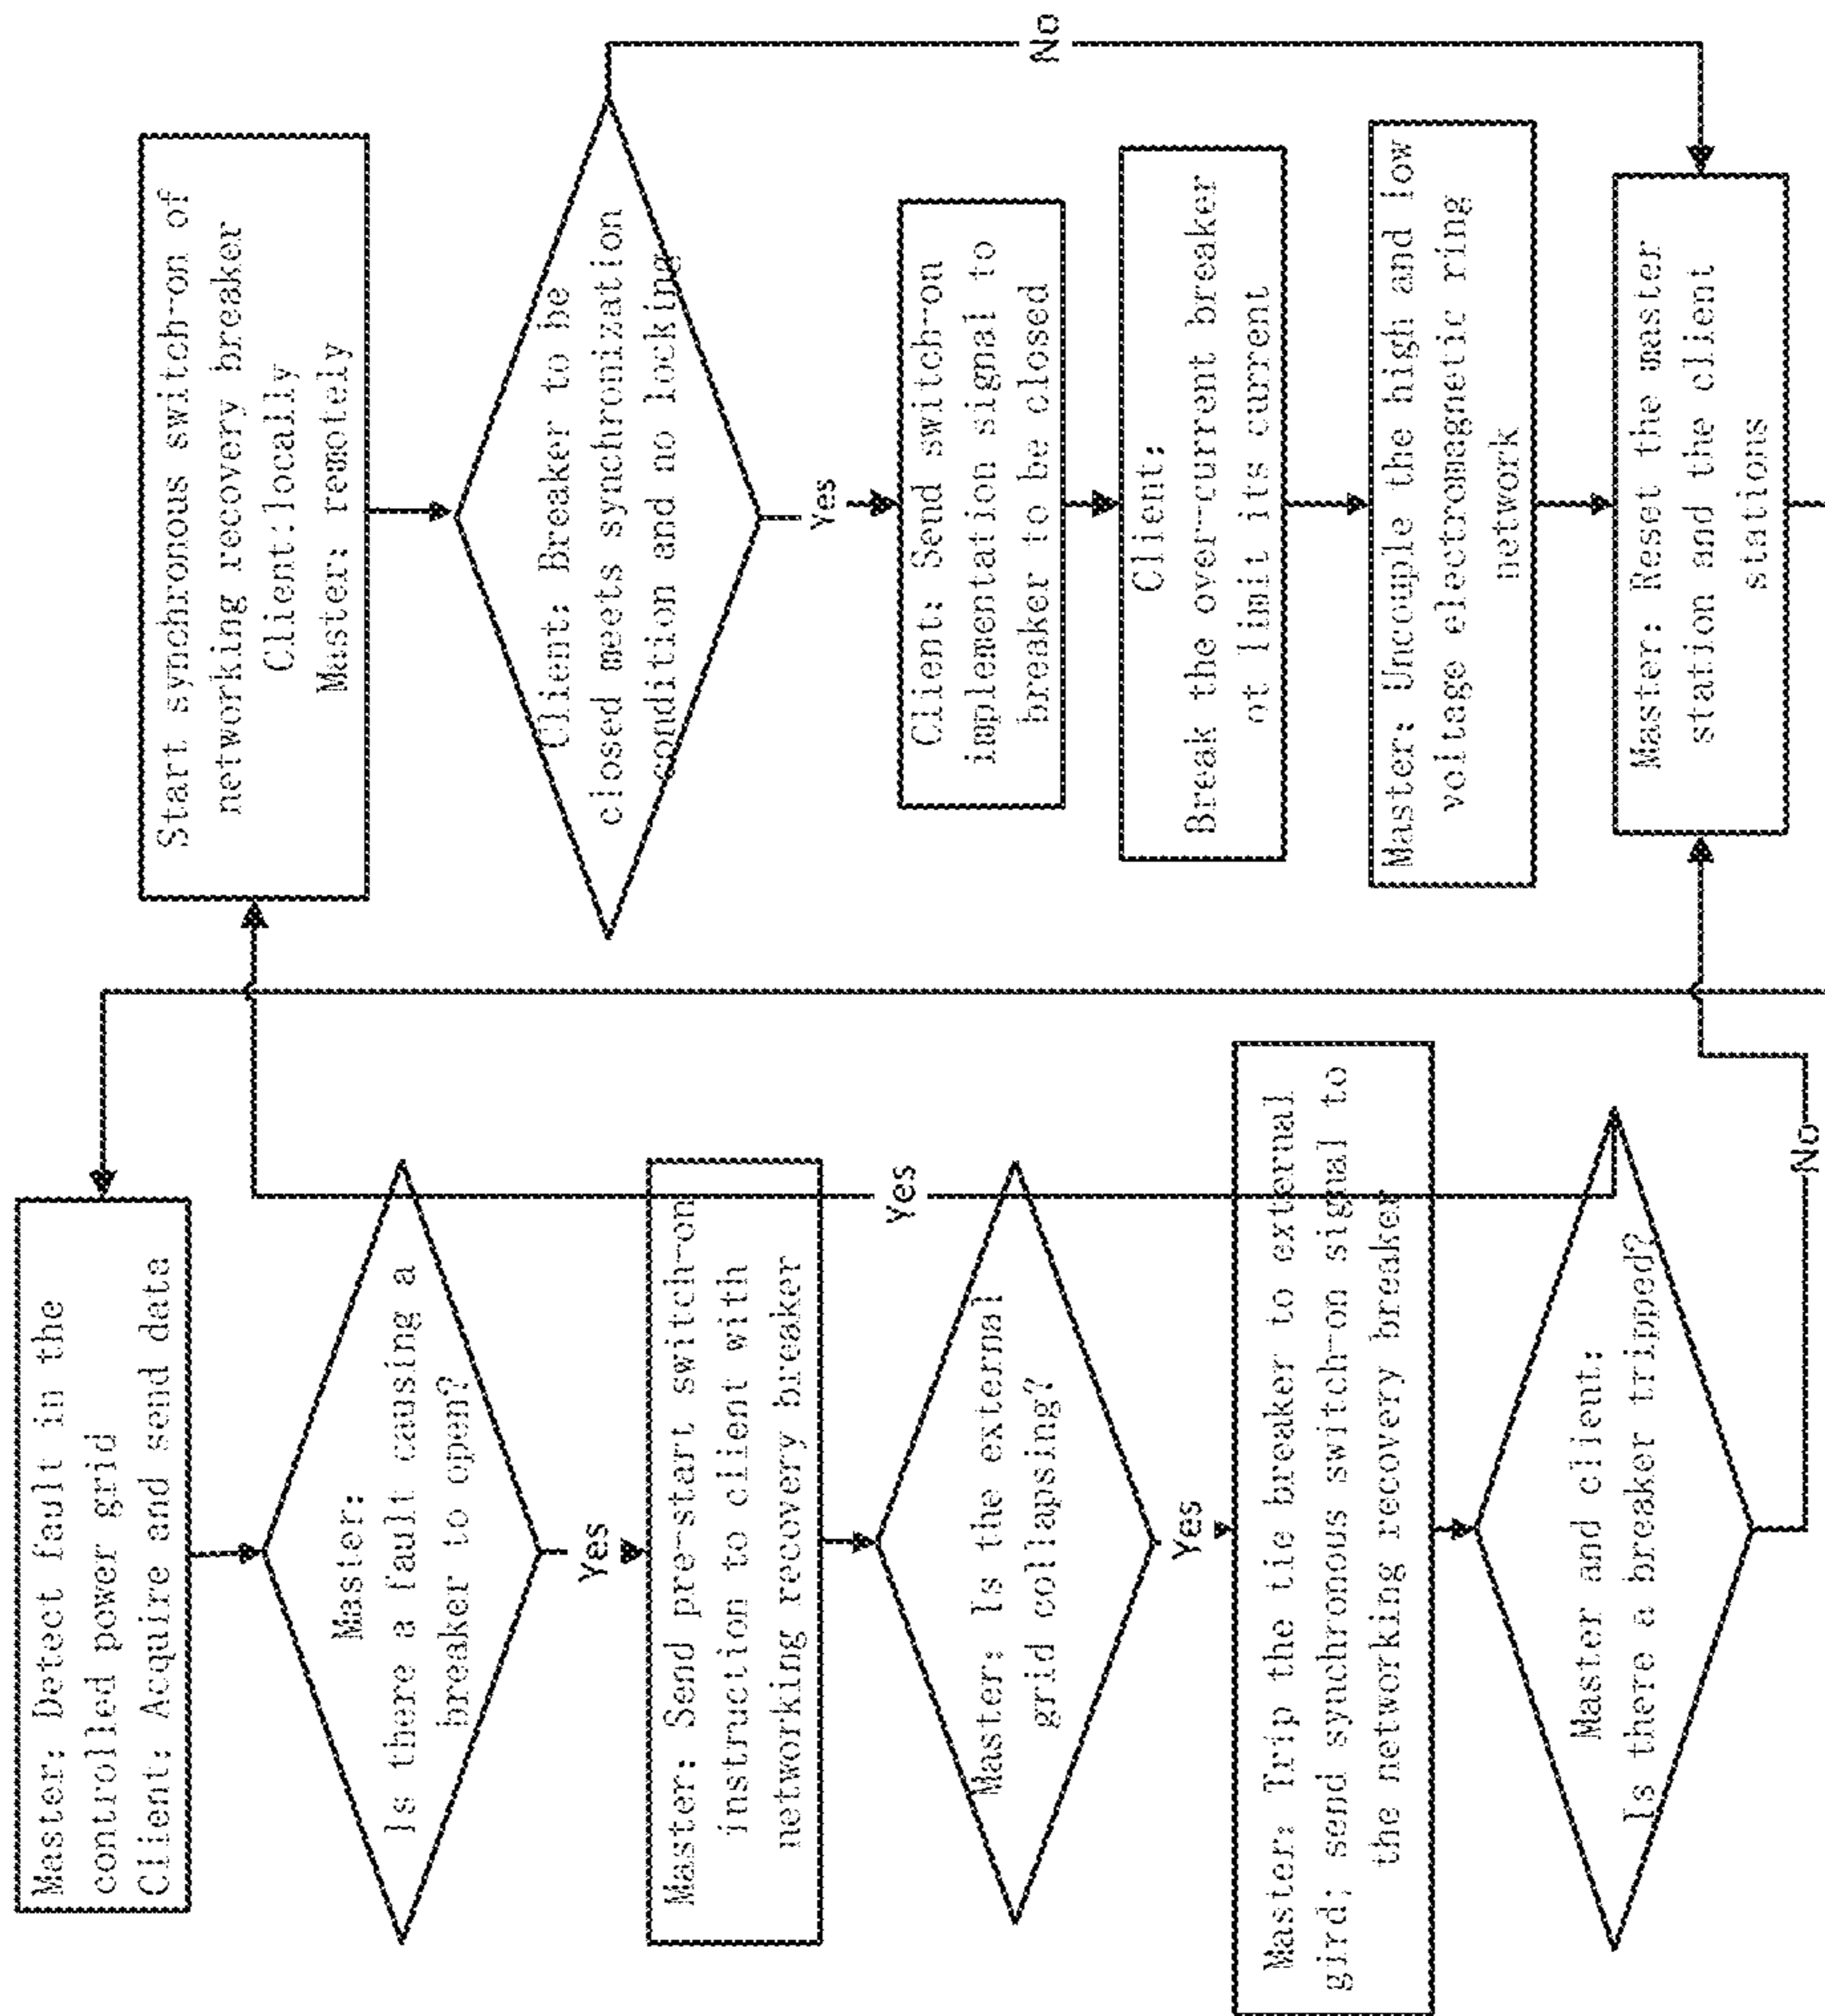 Master: Detect fault in the
controlled power grid
Client: Acquire and send data
Master:
Is there a fault causing a
breaker to open?
Yes
Master: Send pre-start switch-on
instruction to client with
networking recovery breaker
Master: Is the external
grid collapsing?
Yes
Master: Trip the tie breaker to external
gird; send synchronous switch-on signal to
the networking recovery breaker
Master and client:
Is there a breaker tripped?
Yes
No
Start synchronous switch-on of
networking recovery breaker
Client:locally
Master: remotely
Client: Breaker to be
closed meets synchronization
condition and no locking
No
Yes
Client: Send switch-on
implementation signal to
breaker to be closed
Client:
Break the over-current breaker
ot limit its current
Master: Uncouple the high and low
voltage electromagnetic ring
network
Master: Reset the master
station and the client
stations